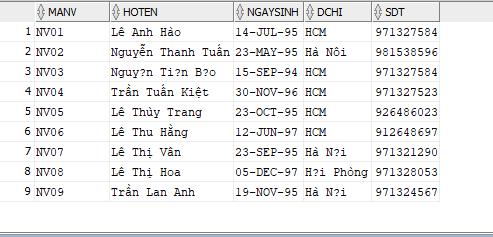 MANV HOTEN NGAYSINH DCHI SDT
1 NV01 Lê Anh Hào 14-JUL-95 HCM 971327584
2 NV02 Nguyễn Thanh Tuấn 23-MAY-95 Hà Nôi 981538596
3 NV03 Nguy?n Ti?n B?o 15-SEP-94 HCM 971327584
4 NV04 Trần Tuấn Kiệt 30-NOV-96 HCM 971327523
5 NV05 Lê Thùy Trang 23-OCT-95 HCM 926486023
6 NV06 Lê Thu Hằng 12-JUN-97 HCM 912648697
7 NV07 Lê Thị Vân 23-SEP-95 Hà N?i 971321290
8 NV08 Lê Thị Hoa 05-DEC-97 H?i Phòng 971328053
9 NV09 Trần Lan Anh 19-NOV-95 Hà N?i 971324567